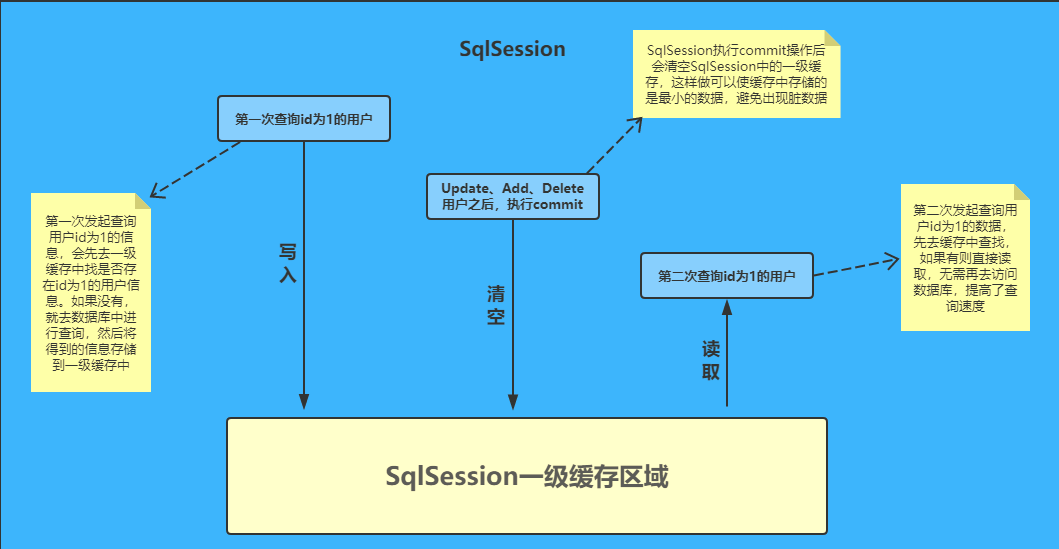 SqlSession
SqlSession执行commit操作后
会清空SqlSession中的一级缓
存，这样做可以使缓存中存储的
是最小的数据，避免出现脏数据
第一次查询id为1的用户
Update、Add、Delete
用户之后，执行commit
第一次发起查询
用户id为1的信
息，会先去一级
缓存中找是否存
在id为1的用户信
息。如果没有，
就去数据库中进
行查询，然后将
得到的信息存储
到一级缓存中
第二次发起查询用
户id为1的数据，
先去缓存中查找，
如果有则直接读
取，无需再去访问
数据库，提高了查
询速度
写
入
第二次查询id为1的用户
清
空
读
取
SqlSession一级缓存区域